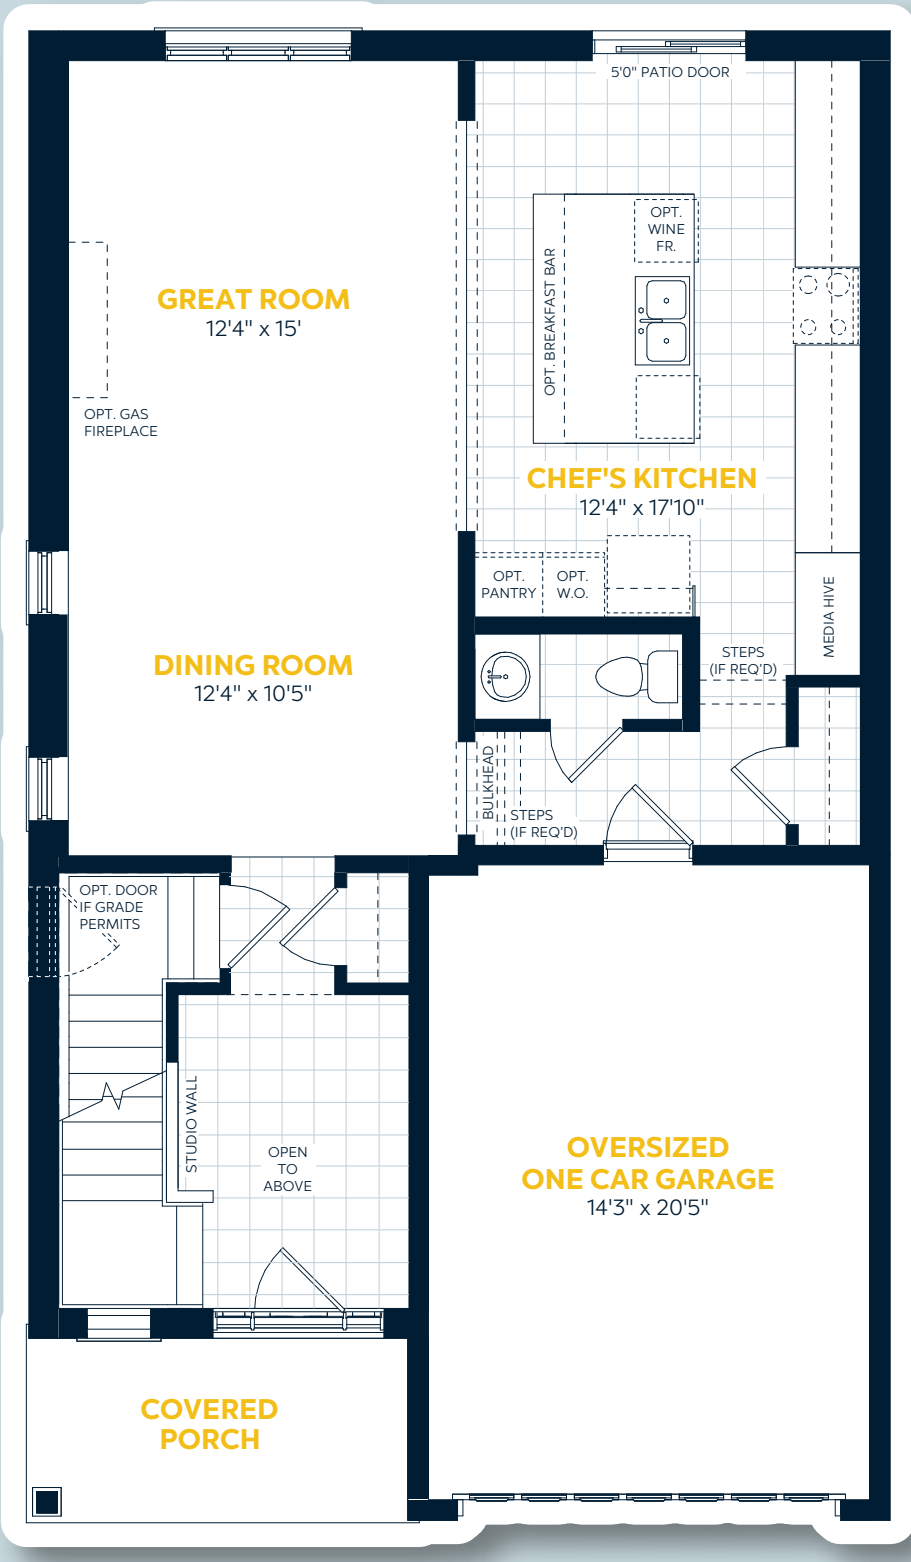 5'0" PATIO DOOR
OPT.
WINE
FR.
OPT. BREAKFAST BAR
GREAT ROOM
12'4" x 15'
OPT. GAS
FIREPLACE
CHEF'S KITCHEN
12'4" x 17'10"
OPT.
PANTRY
OPT.
W.O.
MEDIA HIVE
DINING ROOM
12'4" x 10'5"
STEPS
(IF REQ'D)
BULKHEAD
STEPS
(IF REQ'D)
OPT. DOOR
IF GRADE
PERMITS
STUDIO WALL
OPEN
TO
ABOVE
OVERSIZED
ONE CAR GARAGE
14'3" x 20'5"
COVERED
PORCH